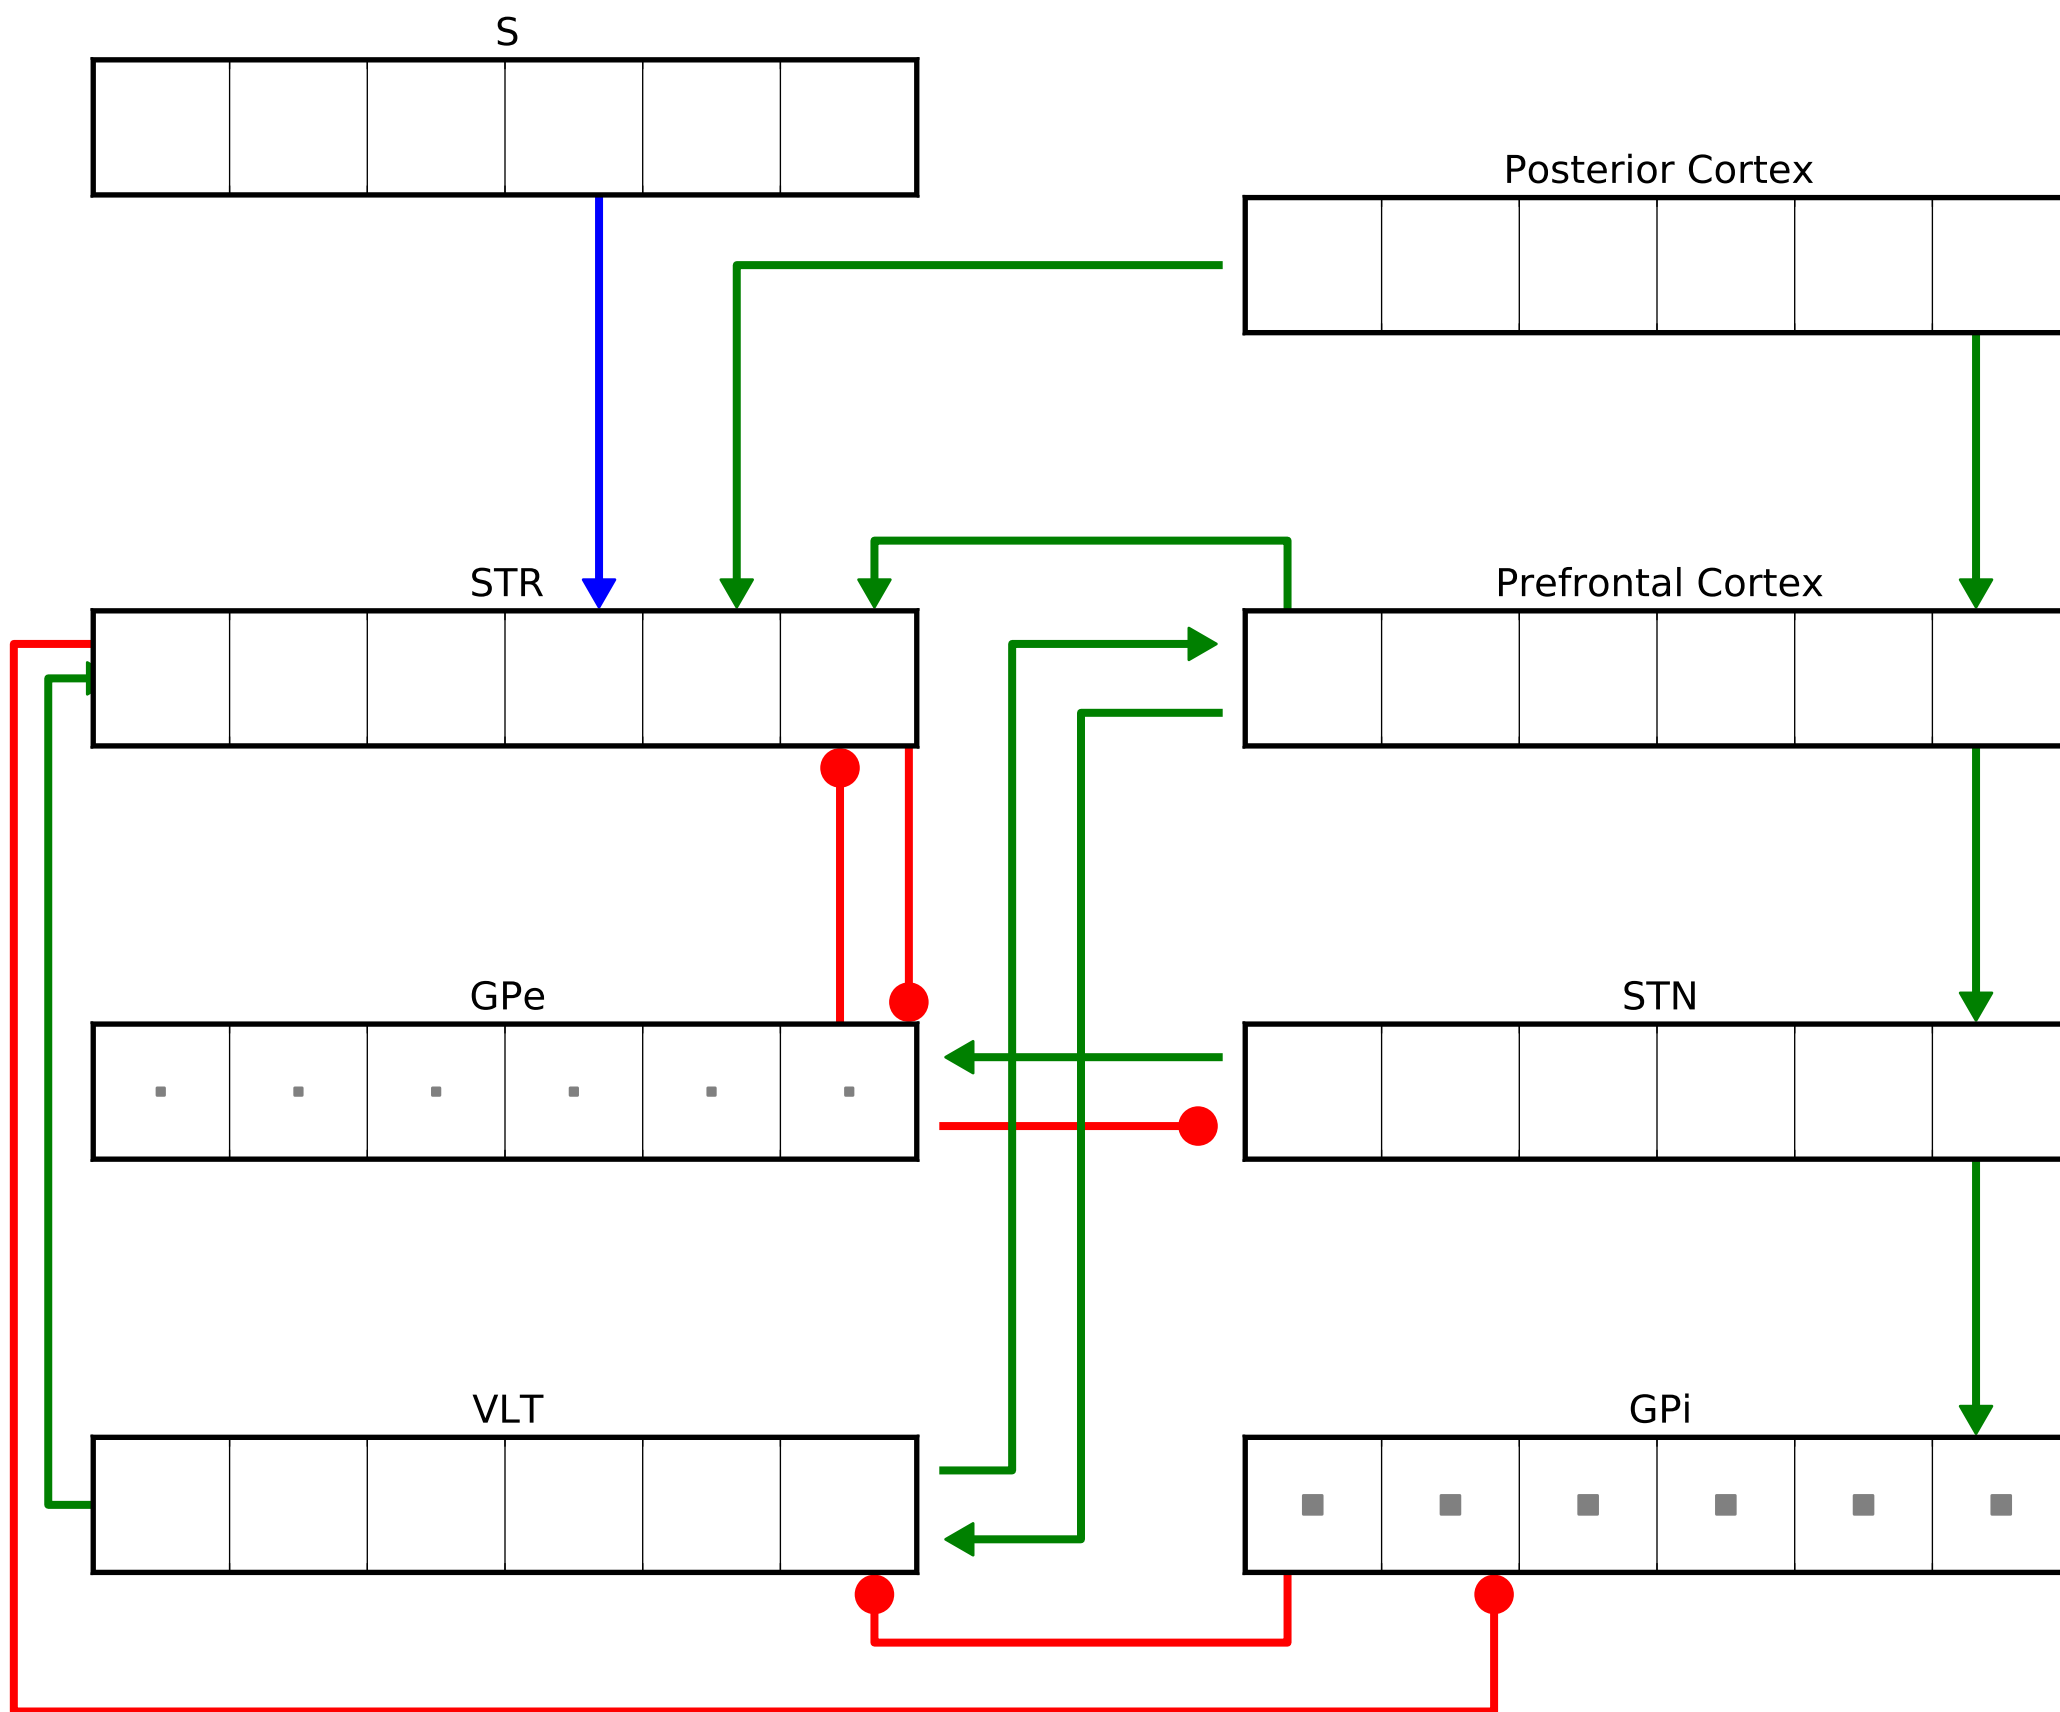 S
Posterior Cortex
STR
Prefrontal Cortex
GPe
STN
VLT
GPi